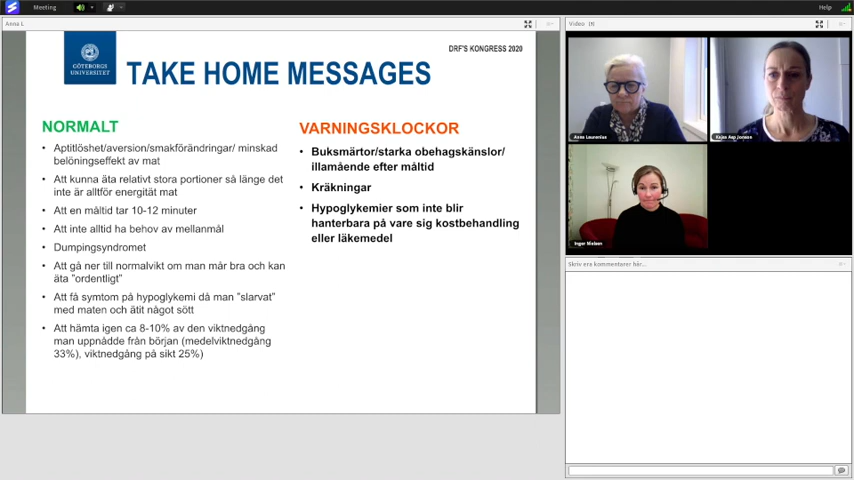 Meeting
Help
Anna L
Video (3)
GÖTEBORGS
UNIVERSITET
DRF'S KONGRESS 2020
TAKE HOME MESSAGES
NORMALT
• Aptitlöshet/aversion/smakförändringar/ minskad
belöningseffekt av mat
• Att kunna äta relativt stora portioner så länge det
inte är alltför energität mat
• Att en måltid tar 10-12 minuter
• Att inte alltid ha behov av mellanmål
• Dumpingsyndromet
• Att gå ner till normalvikt om man mår bra och kan
äta "ordentligt"
• Att få symtom på hypoglykemi då man "slarvat"
med maten och ätit något sött
• Att hämta igen ca 8-10% av den viktnedgång
man uppnådde från början (medelviktnedgång
33%), viktnedgång på sikt 25%)
VARNINGSKLOCKOR
• Buksmärtor/starka obehagskänslor/
illamående efter måltid
• Kräkningar
• Hypoglykemier som inte blir
hanterbara på vare sig kostbehandling
eller läkemedel
Anna Laurenius
Kajsa Asp Jonson
Inger Nielsen
Skriv era kommentarer här...